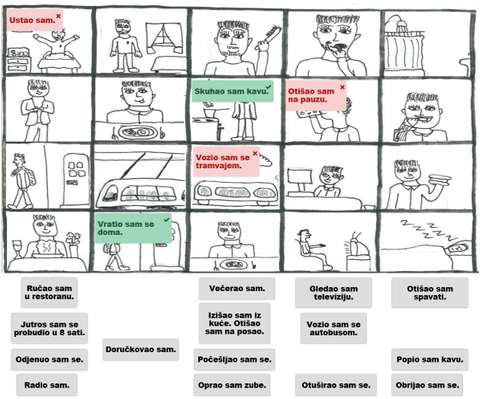 Ustao sam.
Skuhao sam kavu.
Otišao sam
na pauzu.
Vozio sam se
tramvajem.
Vratio sam se
doma.
Ručao sam
u restoranu.
Večerao sam.
Gledao sam
televiziju.
Otišao sam
spavati.
Jutros sam se
probudio u 8 sati.
Izišao sam iz
kuće. Otišao
sam na posao.
Vozio sam se
autobusom.
Doručkovao sam.
Odjenuo sam se.
Počešljao sam se.
Popio sam kavu.
Radio sam.
Oprao sam zube.
Otuširao sam se.
Obrijao sam se.